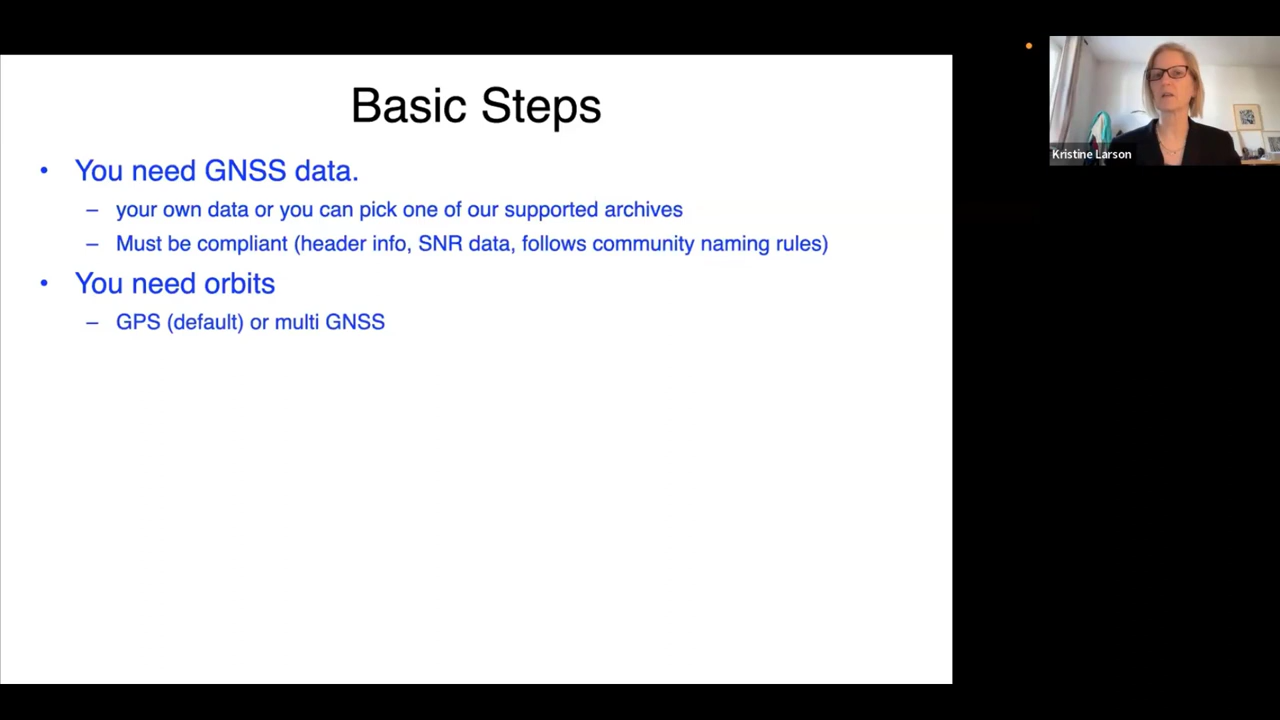 Basic Steps
• You need GNSS data.
– your own data or you can pick one of our supported archives
– Must be compliant (header info, SNR data, follows community naming rules)
• You need orbits
– GPS (default) or multi GNSS
Kristine Larson